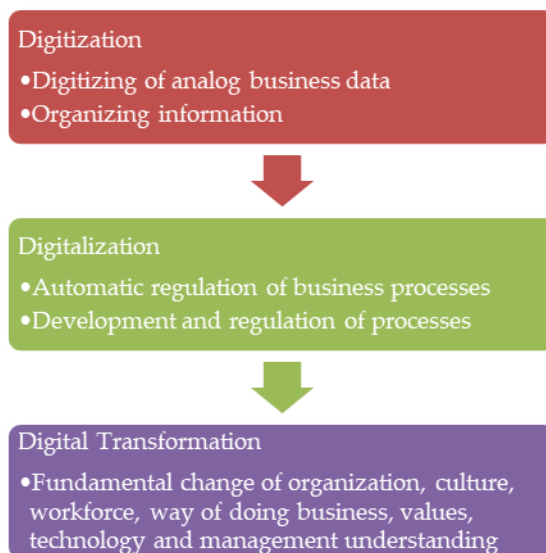 Digitization
•Digitizing of analog business data
•Organizing information
Digitalization
•Automatic regulation of business processes
•Development and regulation of processes
Digital Transformation
•Fundamental change of organization, culture,
workforce, way of doing business, values,
technology and management understanding